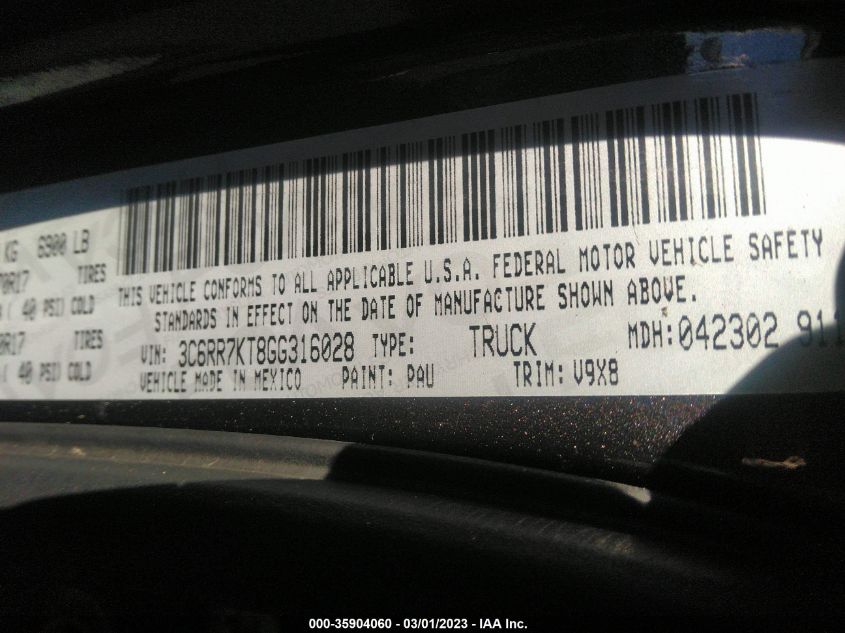 KG 6900 LB
TIRES
40 PSI) COLD
TIRES
40 PSI) COLD
THIS VEHICLE CONFORMS TO ALL APPLICABLE U.S.A. FEDERAL MOTOR VEHICLE SAFETY
STANDARDS IN EFFECT ON THE DATE OF MANUFACTURE SHOWN ABOVE.
VIN: 3C6RR7KT8GG316028 TYPE: TRUCK MDH: 042302 911
VEHICLE MADE IN MEXICO PAINT: PAU TRIM: V9X8
000-35904060 — 03/01/2023 — IAA Inc.